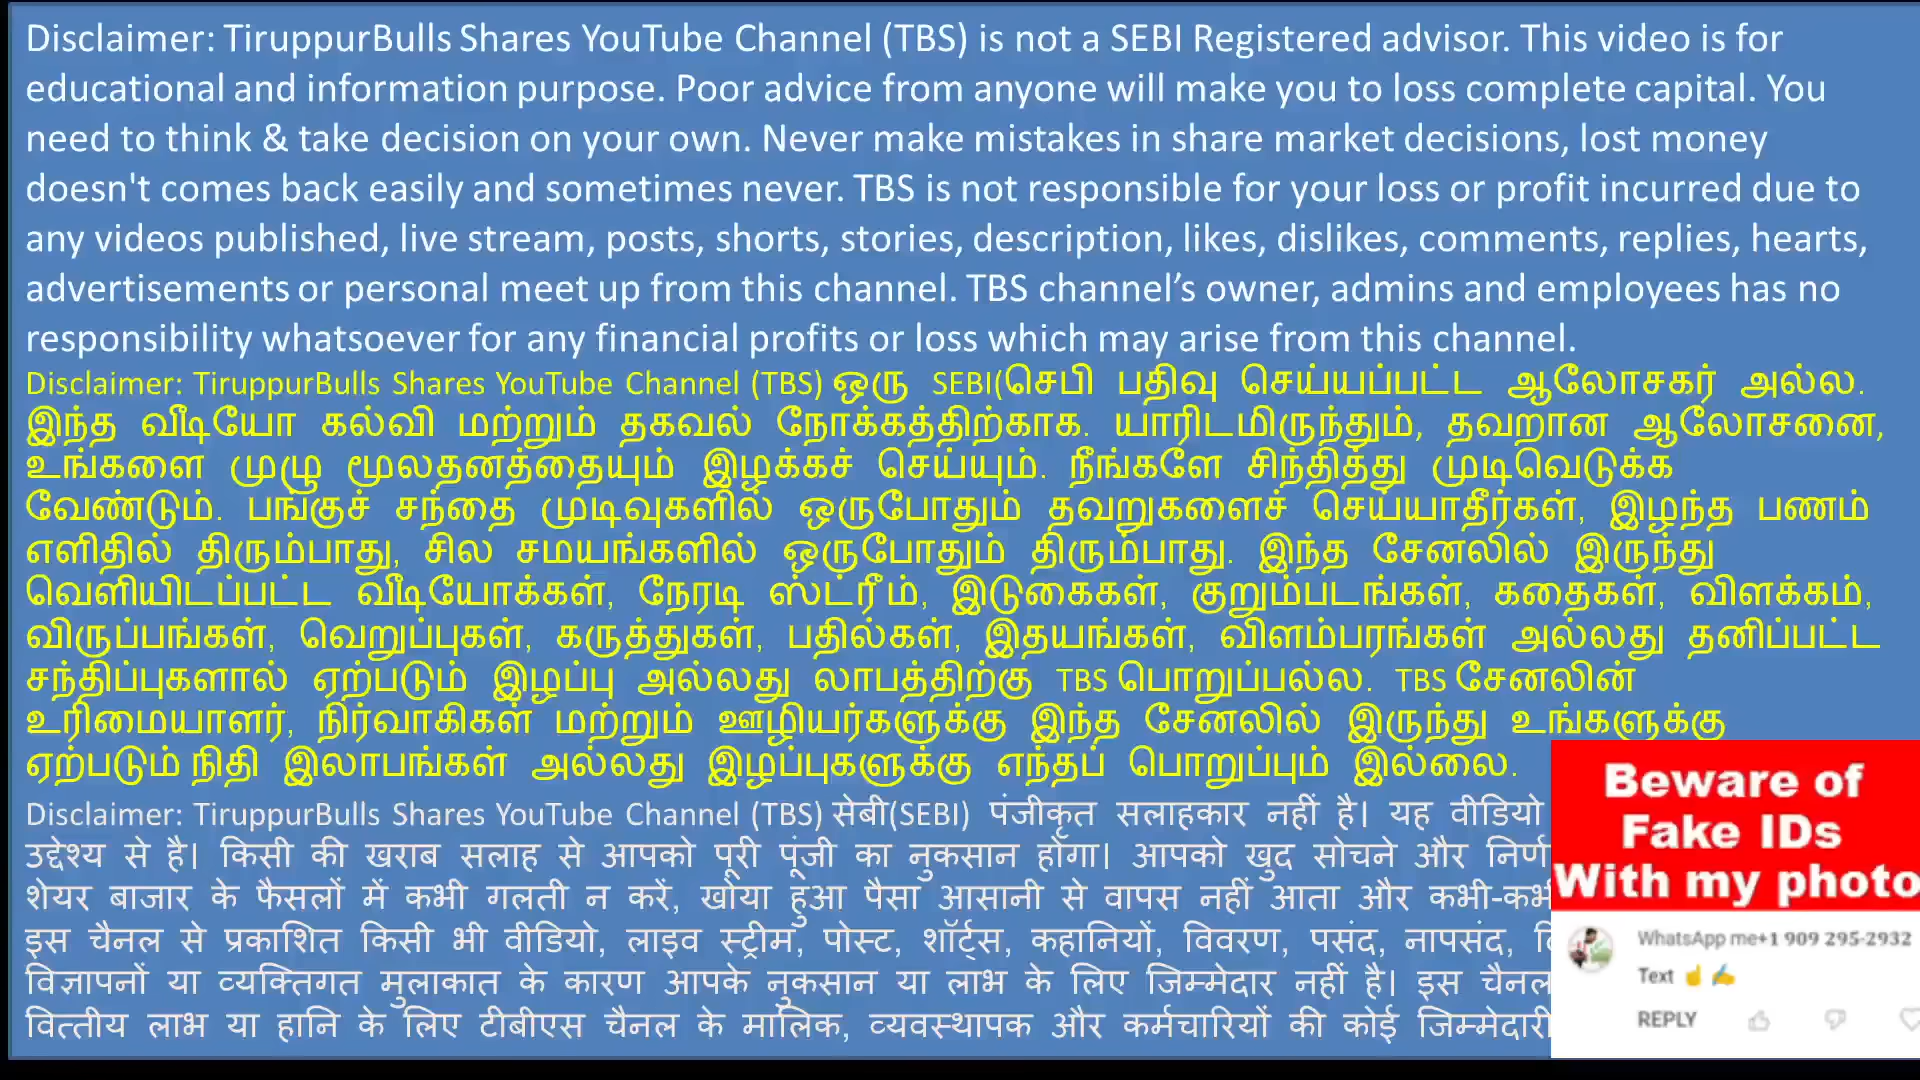 Disclaimer: TiruppurBulls Shares YouTube Channel (TBS) is not a SEBI Registered advisor. This video is for
educational and information purpose. Poor advice from anyone will make you to loss complete capital. You
need to think & take decision on your own. Never make mistakes in share market decisions, lost money
doesn't comes back easily and sometimes never. TBS is not responsible for your loss or profit incurred due to
any videos published, live stream, posts, shorts, stories, description, likes, dislikes, comments, replies, hearts,
advertisements or personal meet up from this channel. TBS channel’s owner, admins and employees has no
responsibility whatsoever for any financial profits or loss which may arise from this channel.
Disclaimer: TiruppurBulls Shares YouTube Channel (TBS) ஒரு SEBI(செபி பதிவு செய்யப்பட்ட ஆலோசகர் அல்ல.
இந்த வீடியோ கல்வி மற்றும் தகவல் நோக்கத்திற்காக. யாரிடமிருந்தும், தவறான ஆலோசனை,
உங்களை முழு மூலதனத்தையும் இழக்கச் செய்யும். நீங்களே சிந்தித்து முடிவெடுக்க
வேண்டும். பங்குச் சந்தை முடிவுகளில் ஒருபோதும் தவறுகளைச் செய்யாதீர்கள், இழந்த பணம்
எளிதில் திரும்பாது, சில சமயங்களில் ஒருபோதும் திரும்பாது. இந்த சேனலில் இருந்து
வெளியிடப்பட்ட வீடியோக்கள், நேரடி ஸ்ட்ரீம், இடுகைகள், குறும்படங்கள், கதைகள், விளக்கம்,
விருப்பங்கள், வெறுப்புகள், கருத்துகள், பதில்கள், இதயங்கள், விளம்பரங்கள் அல்லது தனிப்பட்ட
சந்திப்புகளால் ஏற்படும் இழப்பு அல்லது லாபத்திற்கு TBS பொறுப்பல்ல. TBS சேனலின்
உரிமையாளர், நிர்வாகிகள் மற்றும் ஊழியர்களுக்கு இந்த சேனலில் இருந்து உங்களுக்கு
ஏற்படும் நிதி இலாபங்கள் அல்லது இழப்புகளுக்கு எந்தப் பொறுப்பும் இல்லை.
Disclaimer: TiruppurBulls Shares YouTube Channel (TBS) सेबी(SEBI) पंजीकृत सलाहकार नहीं है। यह वीडियो
उद्देश्य से है। किसी की खराब सलाह से आपको पूरी पूंजी का नुकसान होगा। आपको खुद सोचने और
शेयर बाजार के फैसलों में कभी गलती न करें, खोया हुआ पैसा आसानी से वापस नहीं आता और
इस चैनल से प्रकाशित किसी भी वीडियो, लाइव स्ट्रीम, पोस्ट, शॉर्ट्स, कहानियों, विवरण, पसंद, नापसंद,
विज्ञापनों या व्यक्तिगत मुलाकात के कारण आपके नुकसान या लाभ के लिए जिम्मेदार नहीं है। इस चैनल
वित्तीय लाभ या हानि के लिए टीबीएस चैनल के मालिक, व्यवस्थापक और कर्मचारियों की कोई जिम्मेदारी
Beware of
Fake IDs
With my photo
WhatsApp me+1 909 295-2932
Text ☝️✍️
REPLY